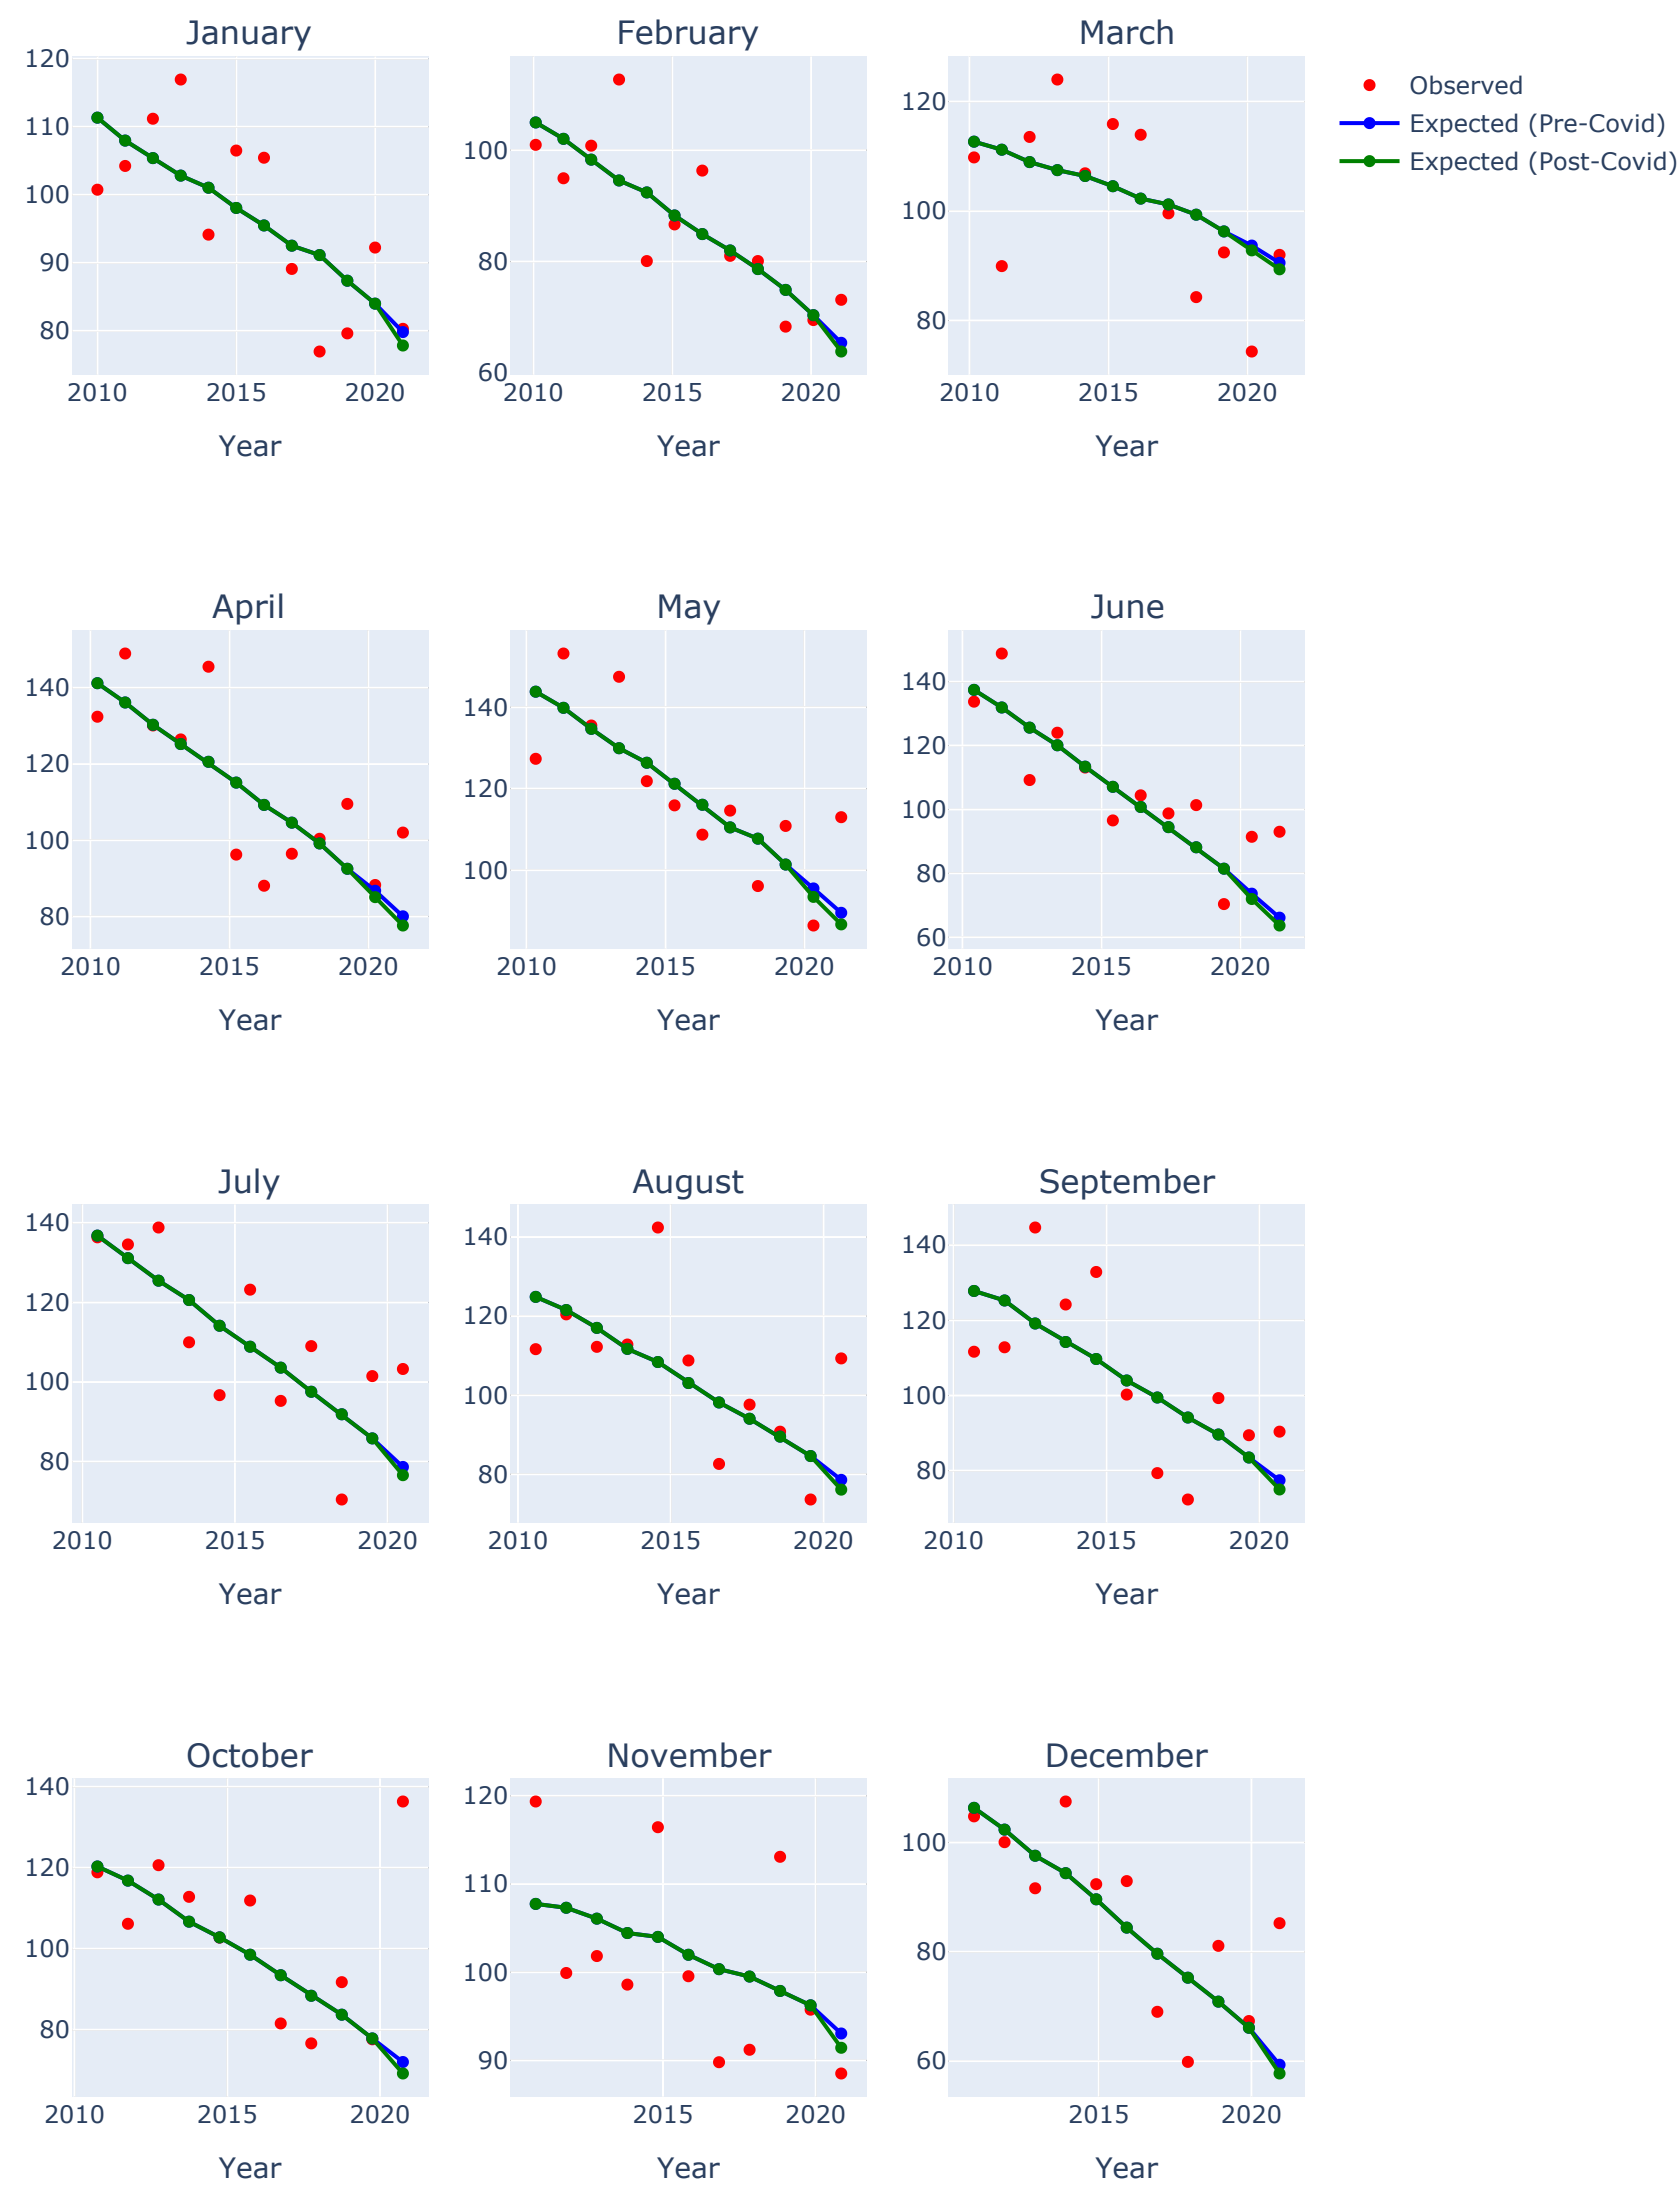 January
February
March
120
110
100
90
80
2010
2015
2020
Year
100
80
60
2010
2015
2020
Year
120
100
80
2010
2015
2020
Year
Observed
Expected (Pre-Covid)
Expected (Post-Covid)
April
May
June
140
120
100
80
2010
2015
2020
Year
140
120
100
2010
2015
2020
Year
140
120
100
80
60
2010
2015
2020
Year
July
August
September
140
120
100
80
2010
2015
2020
Year
140
120
100
80
2010
2015
2020
Year
140
120
100
80
2010
2015
2020
Year
October
November
December
140
120
100
80
2010
2015
2020
Year
120
110
100
90
2015
2020
Year
100
80
60
2015
2020
Year